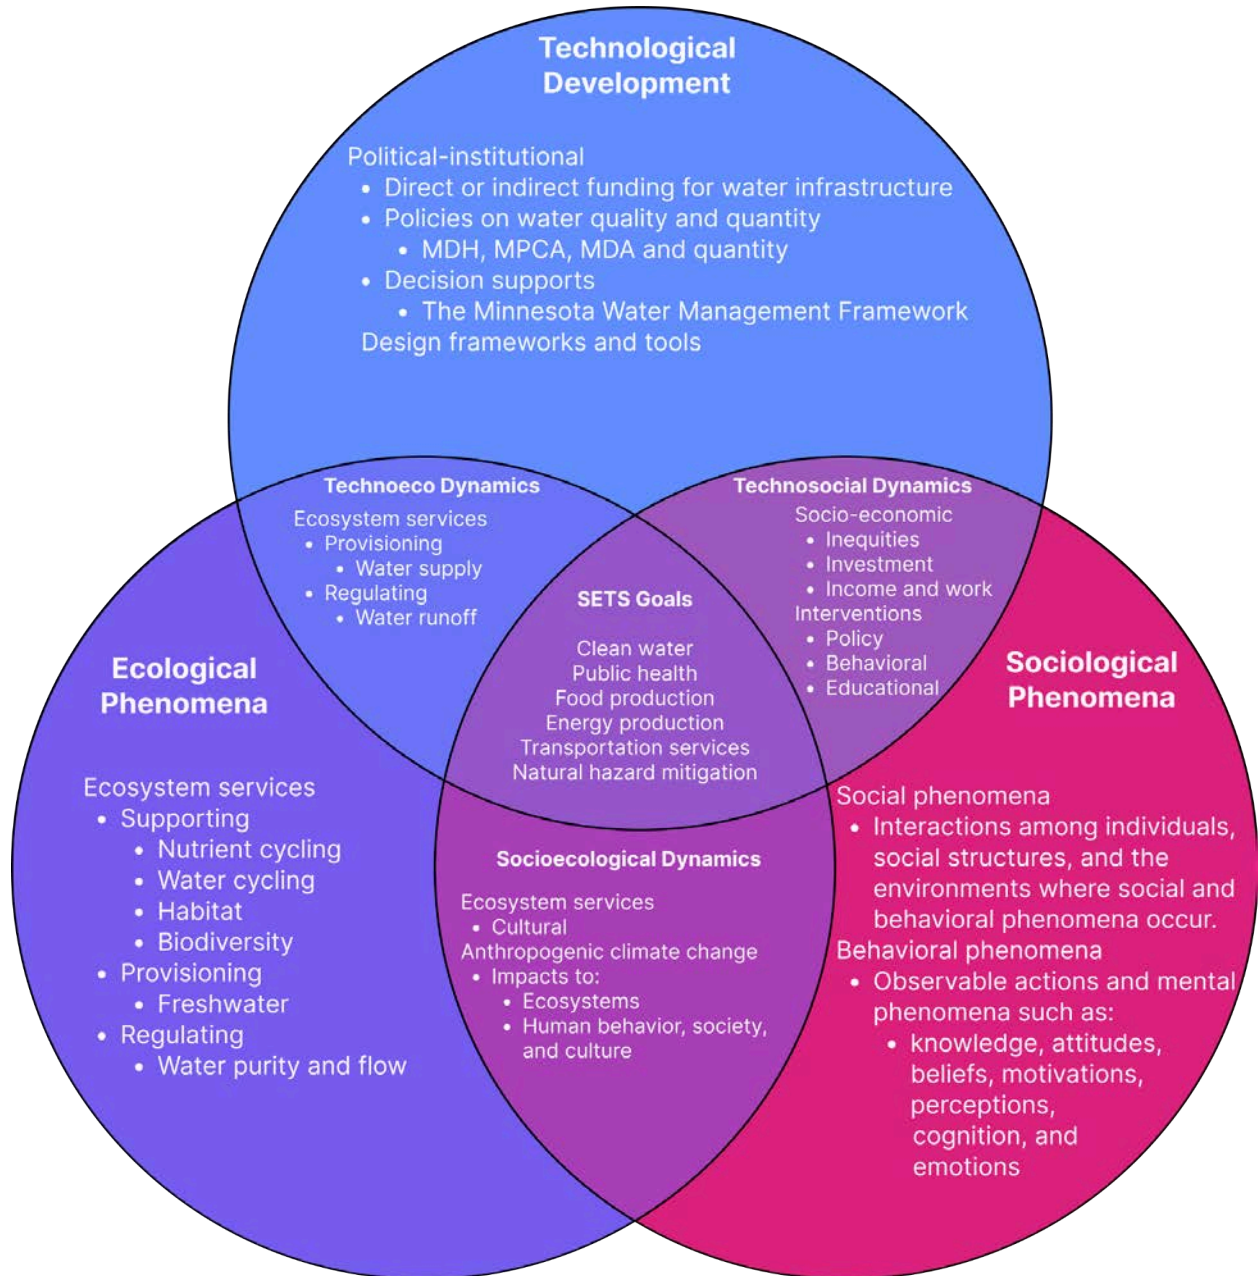 Technological
Development
Political-institutional
• Direct or indirect funding for water infrastructure
• Policies on water quality and quantity
• MDH, MPCA, MDA and quantity
• Decision supports
• The Minnesota Water Management Framework
Design frameworks and tools
Technoeco Dynamics
Ecosystem services
• Provisioning
• Water supply
• Regulating
• Water runoff
Technosocial Dynamics
Socio-economic
• Inequities
• Investment
• Income and work
Interventions
• Policy
• Behavioral
• Educational
SETS Goals
Clean water
Public health
Food production
Energy production
Transportation services
Natural hazard mitigation
Ecological
Phenomena
Ecosystem services
• Supporting
• Nutrient cycling
• Water cycling
• Habitat
• Biodiversity
• Provisioning
• Freshwater
• Regulating
• Water purity and flow
Socioecological Dynamics
Ecosystem services
• Cultural
Anthropogenic climate change
• Impacts to:
• Ecosystems
• Human behavior, society,
and culture
Sociological
Phenomena
Social phenomena
• Interactions among individuals,
social structures, and the
environments where social and
behavioral phenomena occur.
Behavioral phenomena
• Observable actions and mental
phenomena such as:
• knowledge, attitudes,
beliefs, motivations,
perceptions,
cognition, and
emotions